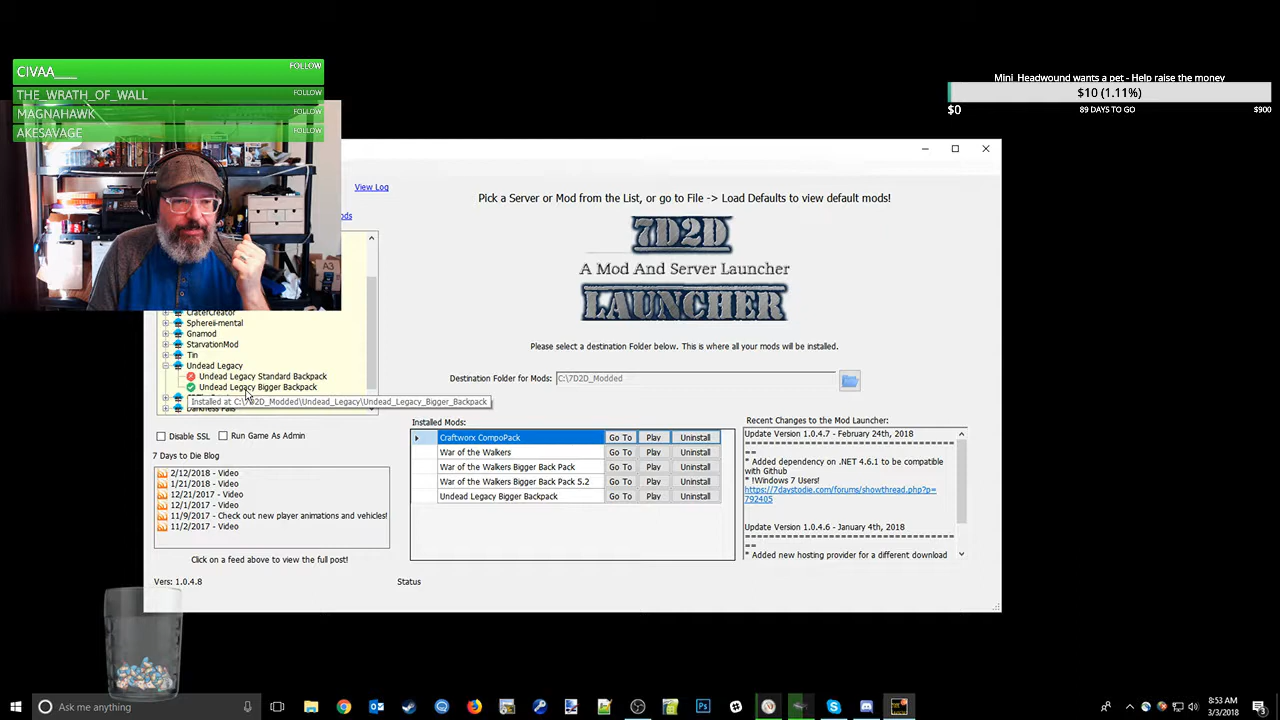 CIVAA___ FOLLOW
THE_WRATH_OF_WALL FOLLOW
MAGNAHAWK FOLLOW
AKESAVAGE FOLLOW
Mini_Headwound wants a pet - Help raise the money
$10 (1.11%)
$0 89 DAYS TO GO $900
View Log
ods
Pick a Server or Mod from the List, or go to File -> Load Defaults to view default mods!
7D2D
A Mod And Server Launcher
LAUNCHER
Please select a destination Folder below. This is where all your mods will be installed.
Destination Folder for Mods: C:\7D2D_Modded
CraterCreator
Sphereii-mental
Gnamod
StarvationMod
Tin
Undead Legacy
Undead Legacy Standard Backpack
Undead Legacy Bigger Backpack
Installed at C:\7D2D_Modded\Undead_Legacy\Undead_Legacy_Bigger_Backpack
Darkness Falls
Disable SSL Run Game As Admin
7 Days to Die Blog
2/12/2018 - Video
1/21/2018 - Video
12/21/2017 - Video
12/1/2017 - Video
11/9/2017 - Check out new player animations and vehicles!
11/2/2017 - Video
Click on a feed above to view the full post!
Vers: 1.0.4.8
Installed Mods:
Craftworx CompoPack Go To Play Uninstall
War of the Walkers Go To Play Uninstall
War of the Walkers Bigger Back Pack Go To Play Uninstall
War of the Walkers Bigger Back Pack 5.2 Go To Play Uninstall
Undead Legacy Bigger Backpack Go To Play Uninstall
Status
Recent Changes to the Mod Launcher:
Update Version 1.0.4.7 - February 24th, 2018
==
* Added dependency on .NET 4.6.1 to be compatible
with Github
* !Windows 7 Users!
https://7daystodie.com/forums/showthread.php?p=
792405
Update Version 1.0.4.6 - January 4th, 2018
==
* Added new hosting provider for a different download
A3
Ask me anything
8:53 AM
3/3/2018